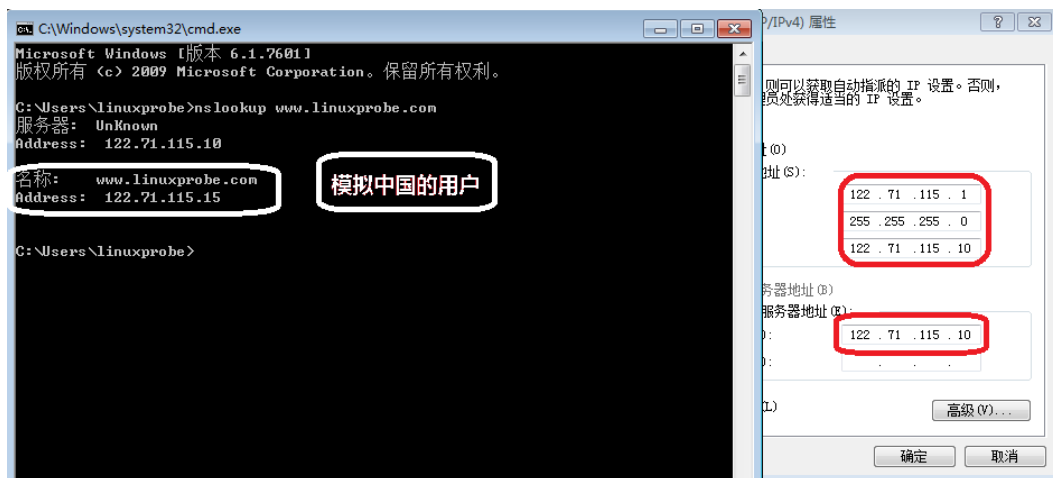 C:\Windows\system32\cmd.exe
Microsoft Windows [版本 6.1.7601]
版权所有 <c> 2009 Microsoft Corporation。保留所有权利。
C:\Users\linuxprobe>nslookup www.linuxprobe.com
服务器:  UnKnown
Address:  122.71.115.10
名称:    www.linuxprobe.com
Address:  122.71.115.15
模拟中国的用户
C:\Users\linuxprobe>
P/IPv4) 属性
则可以获取自动指派的 IP 设置。否则,
员处获得适当的 IP 设置。
(O)
地址(S):
122 . 71 .115 . 1
255 .255 .255 . 0
122 . 71 .115 . 10
务器地址(B)
服务器地址(E):
122 . 71 .115 . 10
(L)
高级(V)...
确定
取消